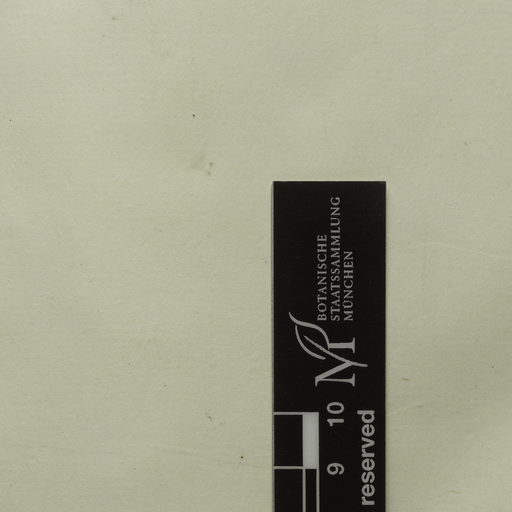 BOTANISCHE
STAATSSAMMLUNG
MÜNCHEN
M
9 10
reserved